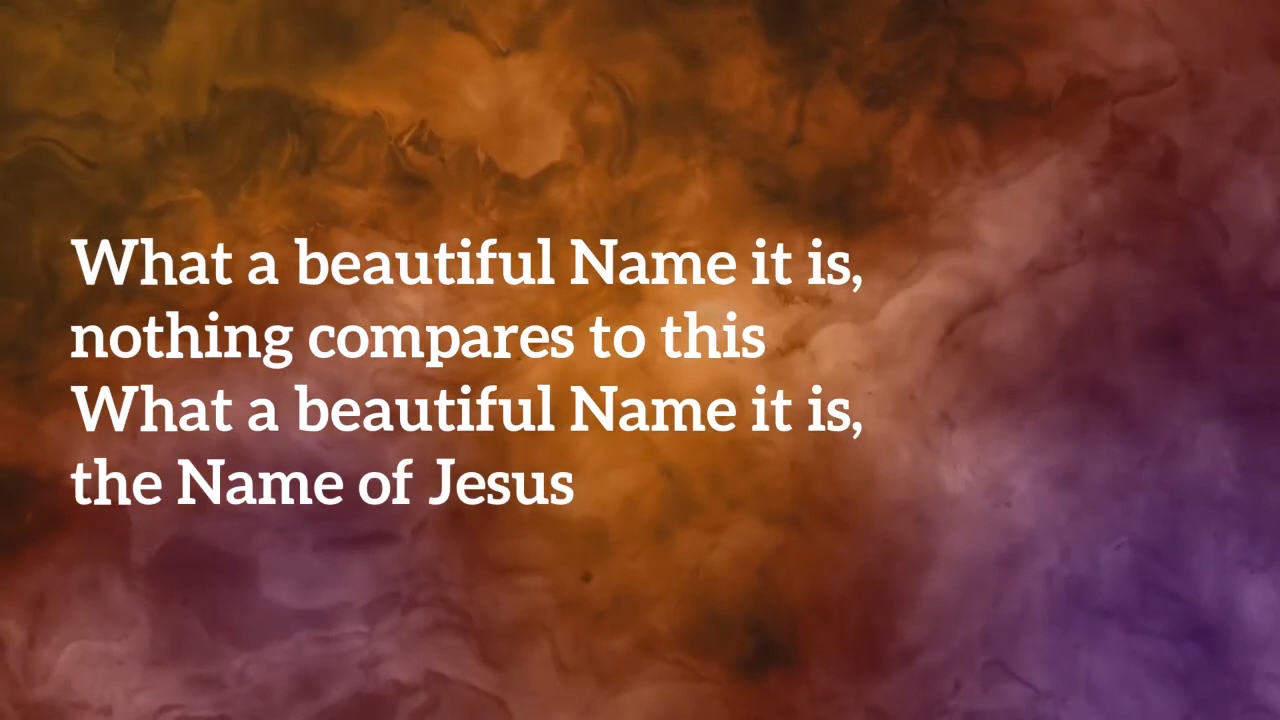 What a beautiful Name it is,
nothing compares to this
What a beautiful Name it is,
the Name of Jesus